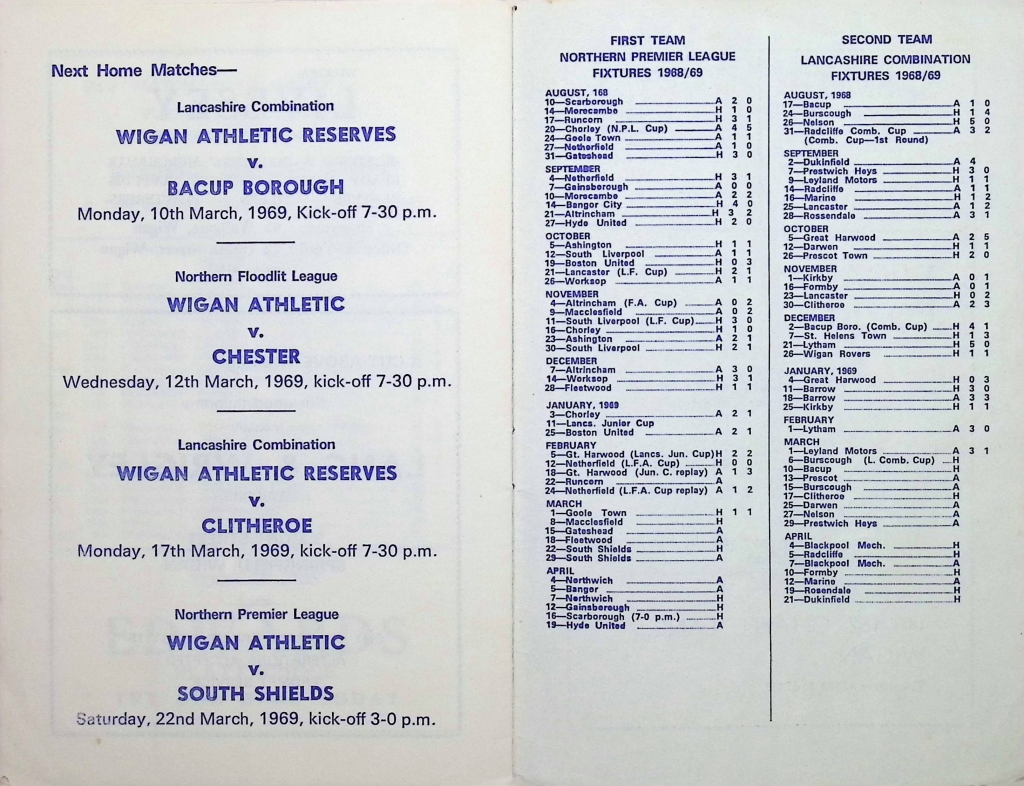 Next Home Matches—
Lancashire Combination
WIGAN ATHLETIC RESERVES
v.
BACUP BOROUGH
Monday, 10th March, 1969, Kick-off 7-30 p.m.
Northern Floodlit League
WIGAN ATHLETIC
v.
CHESTER
Wednesday, 12th March, 1969, kick-off 7-30 p.m.
Lancashire Combination
WIGAN ATHLETIC RESERVES
v.
CLITHEROE
Monday, 17th March, 1969, kick-off 7-30 p.m.
Northern Premier League
WIGAN ATHLETIC
v.
SOUTH SHIELDS
Saturday, 22nd March, 1969, kick-off 3-0 p.m.
FIRST TEAM
NORTHERN PREMIER LEAGUE
FIXTURES 1968/69
AUGUST, 168
10—Scarborough A 2 0
14—Morecambe H 1 0
17—Runcorn H 3 1
20—Chorley (N.P.L. Cup) A 4 5
24—Goole Town A 1 1
27—Netherfield A 1 0
31—Gateshead H 3 0
SEPTEMBER
4—Netherfield H 3 1
7—Gainsborough A 0 0
10—Morecambe A 2 2
14—Bangor City H 4 0
21—Altrincham H 3 2
27—Hyde United H 2 0
OCTOBER
5—Ashington H 1 1
12—South Liverpool A 1 1
19—Boston United H 0 3
21—Lancaster (L.F. Cup) H 2 1
26—Worksop A 1 1
NOVEMBER
4—Altrincham (F.A. Cup) A 0 2
9—Macclesfield A 0 2
11—South Liverpool (L.F. Cup) H 3 0
16—Chorley H 1 0
23—Ashington A 2 1
30—South Liverpool H 2 1
DECEMBER
7—Altrincham A 3 0
14—Worksop H 3 1
28—Fleetwood H 1 1
JANUARY, 1969
3—Chorley A 2 1
11—Lancs. Junior Cup
25—Boston United A 2 1
FEBRUARY
5—Gt. Harwood (Lancs. Jun. Cup) H 2 2
12—Netherfield (L.F.A. Cup) H 0 0
18—Gt. Harwood (Jun. C. replay) A 1 3
22—Runcorn A
24—Netherfield (L.F.A. Cup replay) A 1 2
MARCH
1—Goole Town H 1 1
8—Macclesfield H
15—Gateshead A
18—Fleetwood A
22—South Shields H
29—South Shields A
APRIL
4—Northwich A
5—Bangor A
7—Northwich H
12—Gainsborough H
16—Scarborough (7-0 p.m.) H
19—Hyde United A
SECOND TEAM
LANCASHIRE COMBINATION
FIXTURES 1968/69
AUGUST, 1968
17—Bacup A 1 0
24—Burscough H 1 4
26—Nelson H 5 0
31—Radcliffe Comb. Cup A 3 2
(Comb. Cup—1st Round)
SEPTEMBER
2—Dukinfield A 4
7—Prestwich Heys H 3 0
9—Leyland Motors H 1 1
14—Radcliffe A 1 1
16—Marine H 1 2
25—Lancaster A 1 2
28—Rossendale A 3 1
OCTOBER
5—Great Harwood A 2 5
12—Darwen H 1 1
26—Prescot Town H 2 0
NOVEMBER
1—Kirkby A 0 1
16—Formby A 0 1
23—Lancaster H 0 2
30—Clitheroe A 2 3
DECEMBER
2—Bacup Boro. (Comb. Cup) H 4 1
7—St. Helens Town H 1 3
21—Lytham H 5 0
26—Wigan Rovers H 1 1
JANUARY, 1969
4—Great Harwood H 0 3
11—Barrow H 3 0
18—Barrow A 3 3
25—Kirkby H 1 1
FEBRUARY
1—Lytham A 3 0
MARCH
1—Leyland Motors A 3 1
6—Burscough (L. Comb. Cup) H
10—Bacup H
13—Prescot A
15—Burscough A
17—Clitheroe H
25—Darwen A
27—Nelson A
29—Prestwich Heys A
APRIL
4—Blackpool Mech. H
5—Radcliffe H
7—Blackpool Mech. A
10—Formby H
12—Marine A
19—Rosendale H
21—Dukinfield H